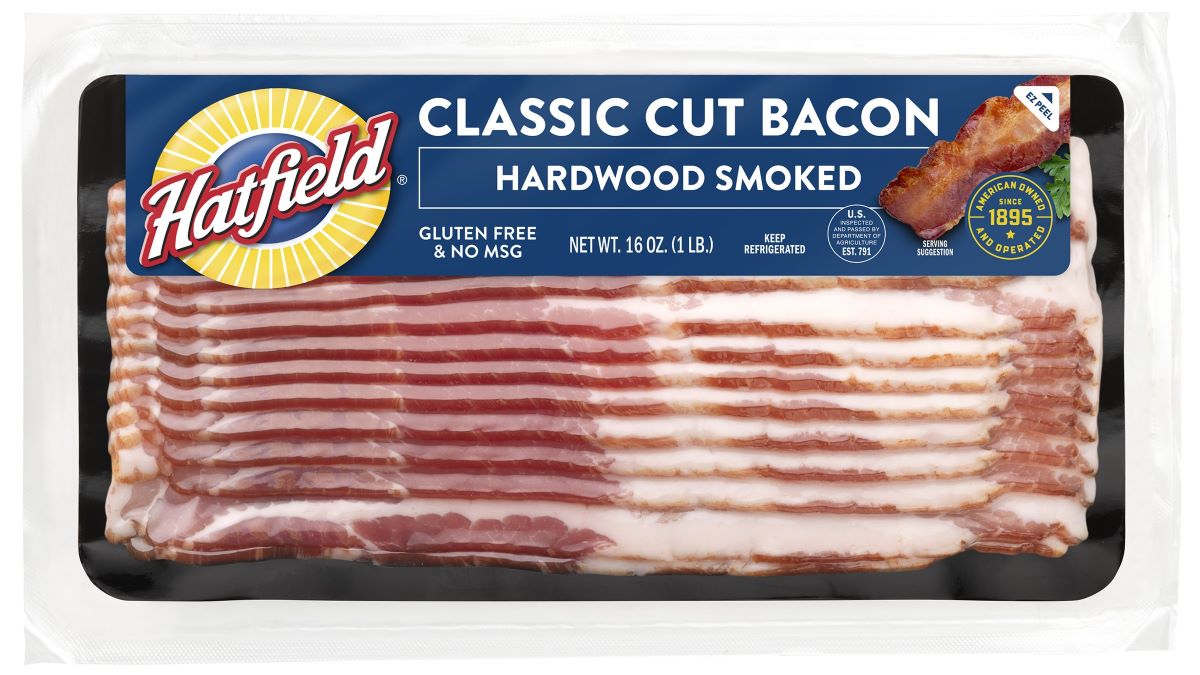 Hatfield®
CLASSIC CUT BACON
HARDWOOD SMOKED
GLUTEN FREE
& NO MSG
NET WT. 16 OZ. (1 LB.)
KEEP
REFRIGERATED
U.S.
INSPECTED
AND PASSED BY
DEPARTMENT OF
AGRICULTURE
EST. 791
SERVING
SUGGESTION
EZ PEEL
AMERICAN OWNED
SINCE
1895
AND OPERATED